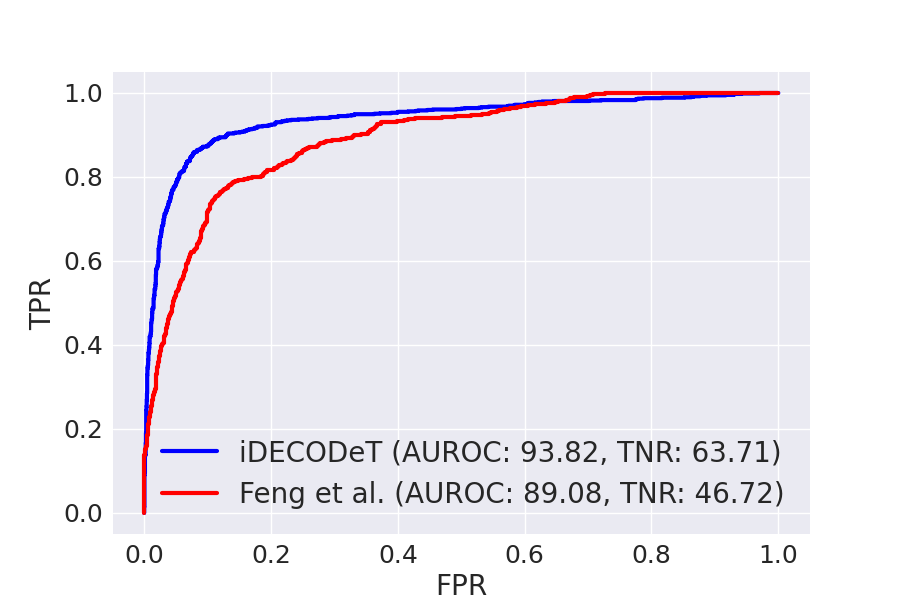 1.0
0.8
0.6
0.4
0.2
0.0
TPR
iDECODeT (AUROC: 93.82, TNR: 63.71)
Feng et al. (AUROC: 89.08, TNR: 46.72)
0.0 0.2 0.4 0.6 0.8 1.0
FPR